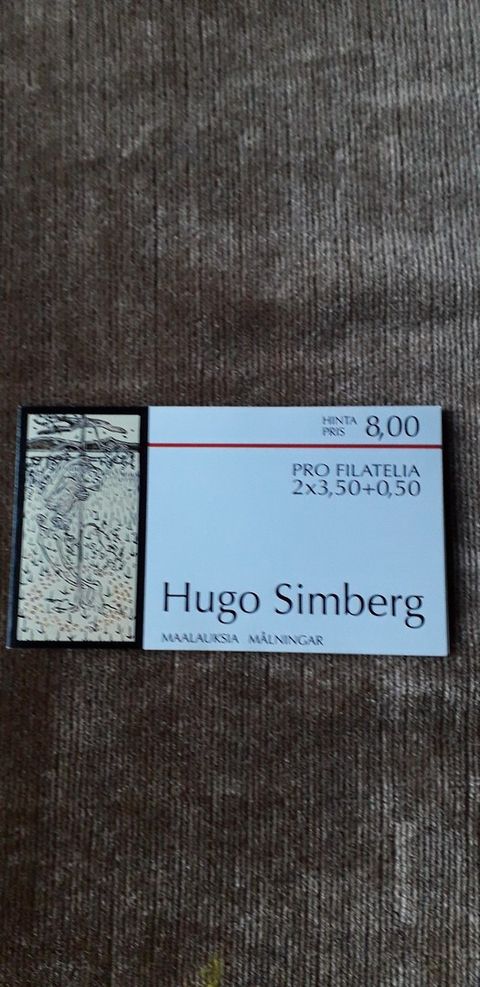 HINTA
PRIS 8,00
PRO FILATELIA
2x3,50+0,50
Hugo Simberg
MAALAUKSIA MÅLNINGAR